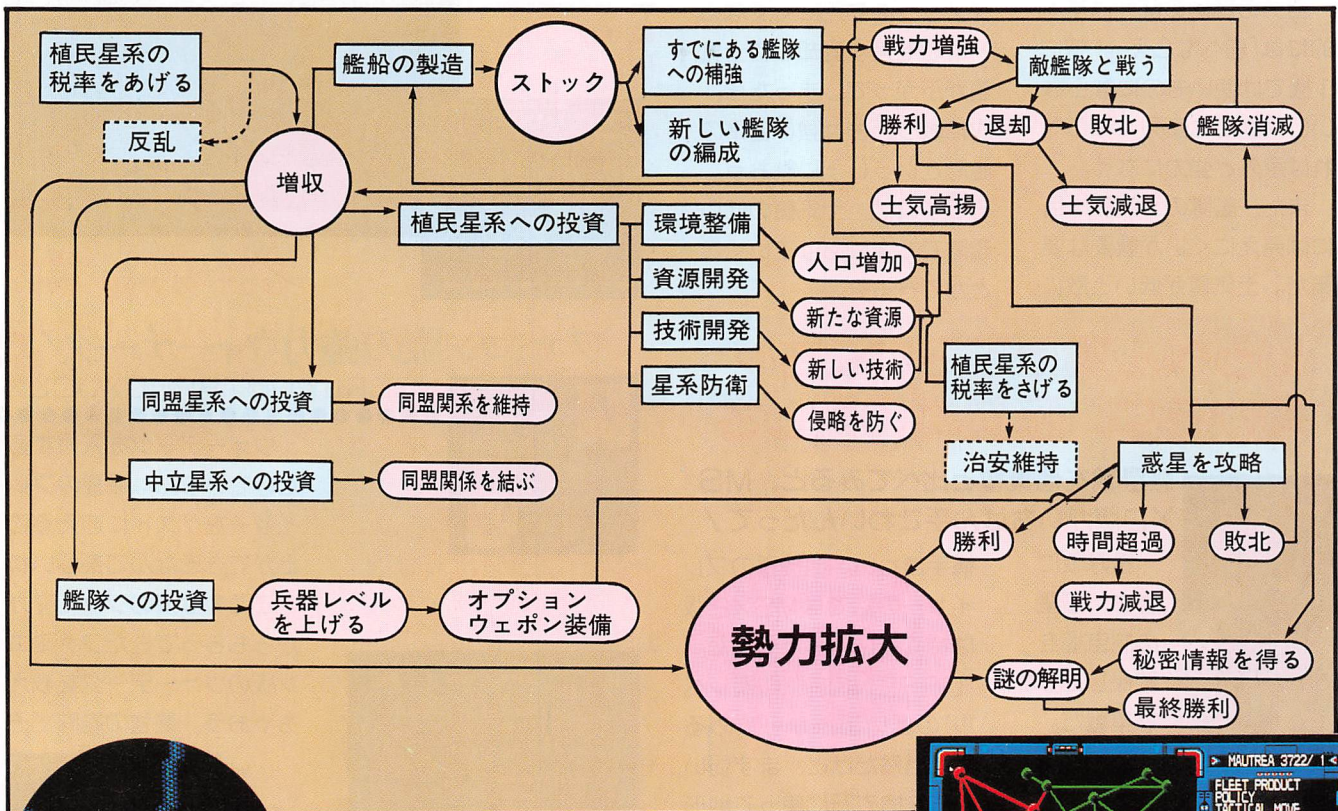 植民星系の
税率をあげる
反乱
増収
艦船の製造
ストック
すでにある艦隊
への補強
新しい艦隊
の編成
戦力増強
敵艦隊と戦う
勝利
退却
敗北
艦隊消滅
士気高揚
士気減退
植民星系への投資
環境整備
資源開発
技術開発
星系防衛
人口増加
新たな資源
新しい技術
侵略を防ぐ
植民星系の
税率をさげる
治安維持
惑星を攻略
同盟星系への投資
同盟関系を維持
中立星系への投資
同盟関係を結ぶ
勝利
時間超過
敗北
戦力減退
艦隊への投資
兵器レベル
を上げる
オプション
ウェポン装備
勢力拡大
秘密情報を得る
謎の解明
最終勝利
MAUTREA 3722/ 1
FLEET PRODUCT
POLICY
TACTICAL MOVE